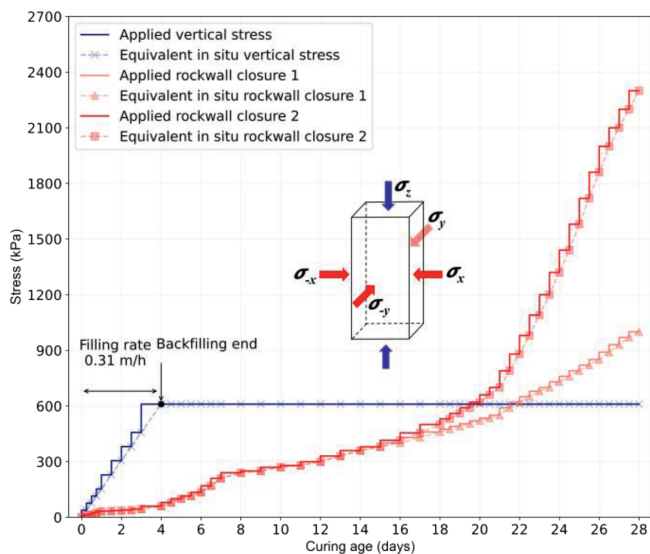 2700
2400
2100
1800
1500
1200
900
600
300
0
Stress (kPa)
Applied vertical stress
Equivalent in situ vertical stress
Applied rockwall closure 1
Equivalent in situ rockwall closure 1
Applied rockwall closure 2
Equivalent in situ rockwall closure 2
σz
σy
σ-x
σx
σ-y
Filling rate
0.31 m/h
Backfilling end
0 2 4 6 8 10 12 14 16 18 20 22 24 26 28
Curing age (days)